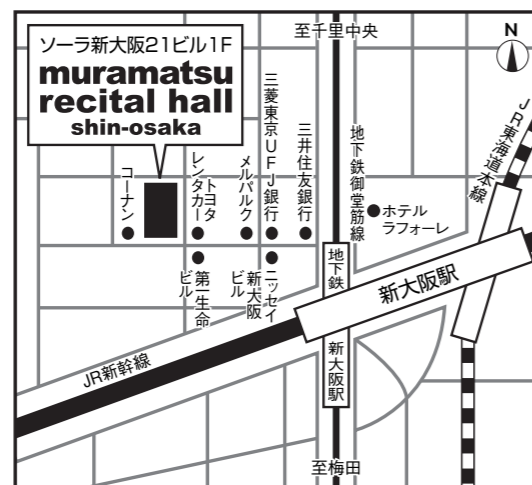 ソーラ新大阪21ビル1F
muramatsu
recital hall
shin-osaka
至千里中央
N
コーナン
トヨタ
レンタカー
メルパルク
三菱東京UFJ銀行
三井住友銀行
地下鉄御堂筋線
ホテル
ラフォーレ
JR東海道本線
第一生命
ビル
ニッセイ
新大阪
ビル
地下鉄
新大阪駅
新大阪駅
JR新幹線
至梅田